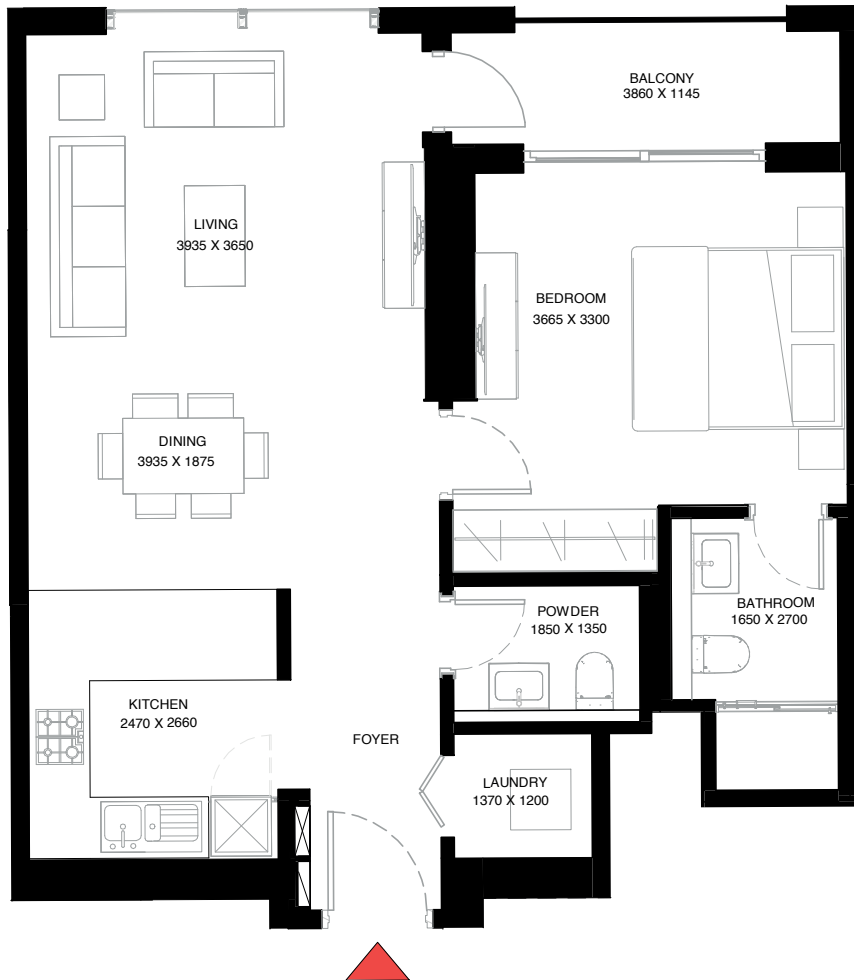 BALCONY
3860 X 1145
LIVING
3935 X 3650
BEDROOM
3665 X 3300
DINING
3935 X 1875
POWDER
1850 X 1350
BATHROOM
1650 X 2700
KITCHEN
2470 X 2660
FOYER
LAUNDRY
1370 X 1200